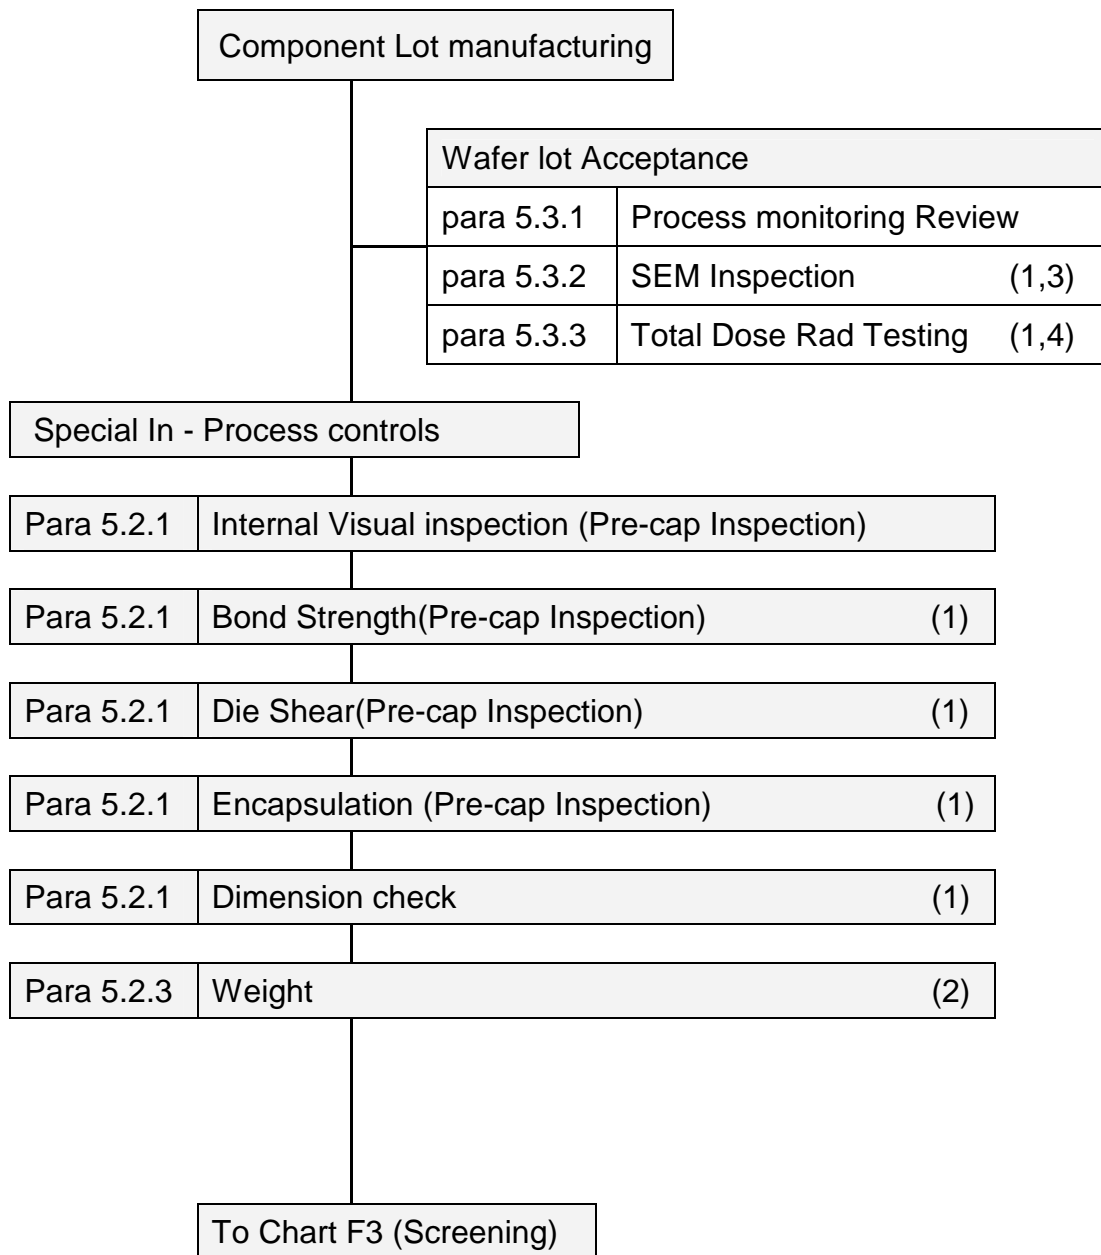 Component Lot manufacturing
Wafer lot Acceptance
para 5.3.1 Process monitoring Review
para 5.3.2 SEM Inspection (1,3)
para 5.3.3 Total Dose Rad Testing (1,4)
Special In - Process controls
Para 5.2.1 Internal Visual inspection (Pre-cap Inspection)
Para 5.2.1 Bond Strength(Pre-cap Inspection) (1)
Para 5.2.1 Die Shear(Pre-cap Inspection) (1)
Para 5.2.1 Encapsulation (Pre-cap Inspection) (1)
Para 5.2.1 Dimension check (1)
Para 5.2.3 Weight (2)
To Chart F3 (Screening)